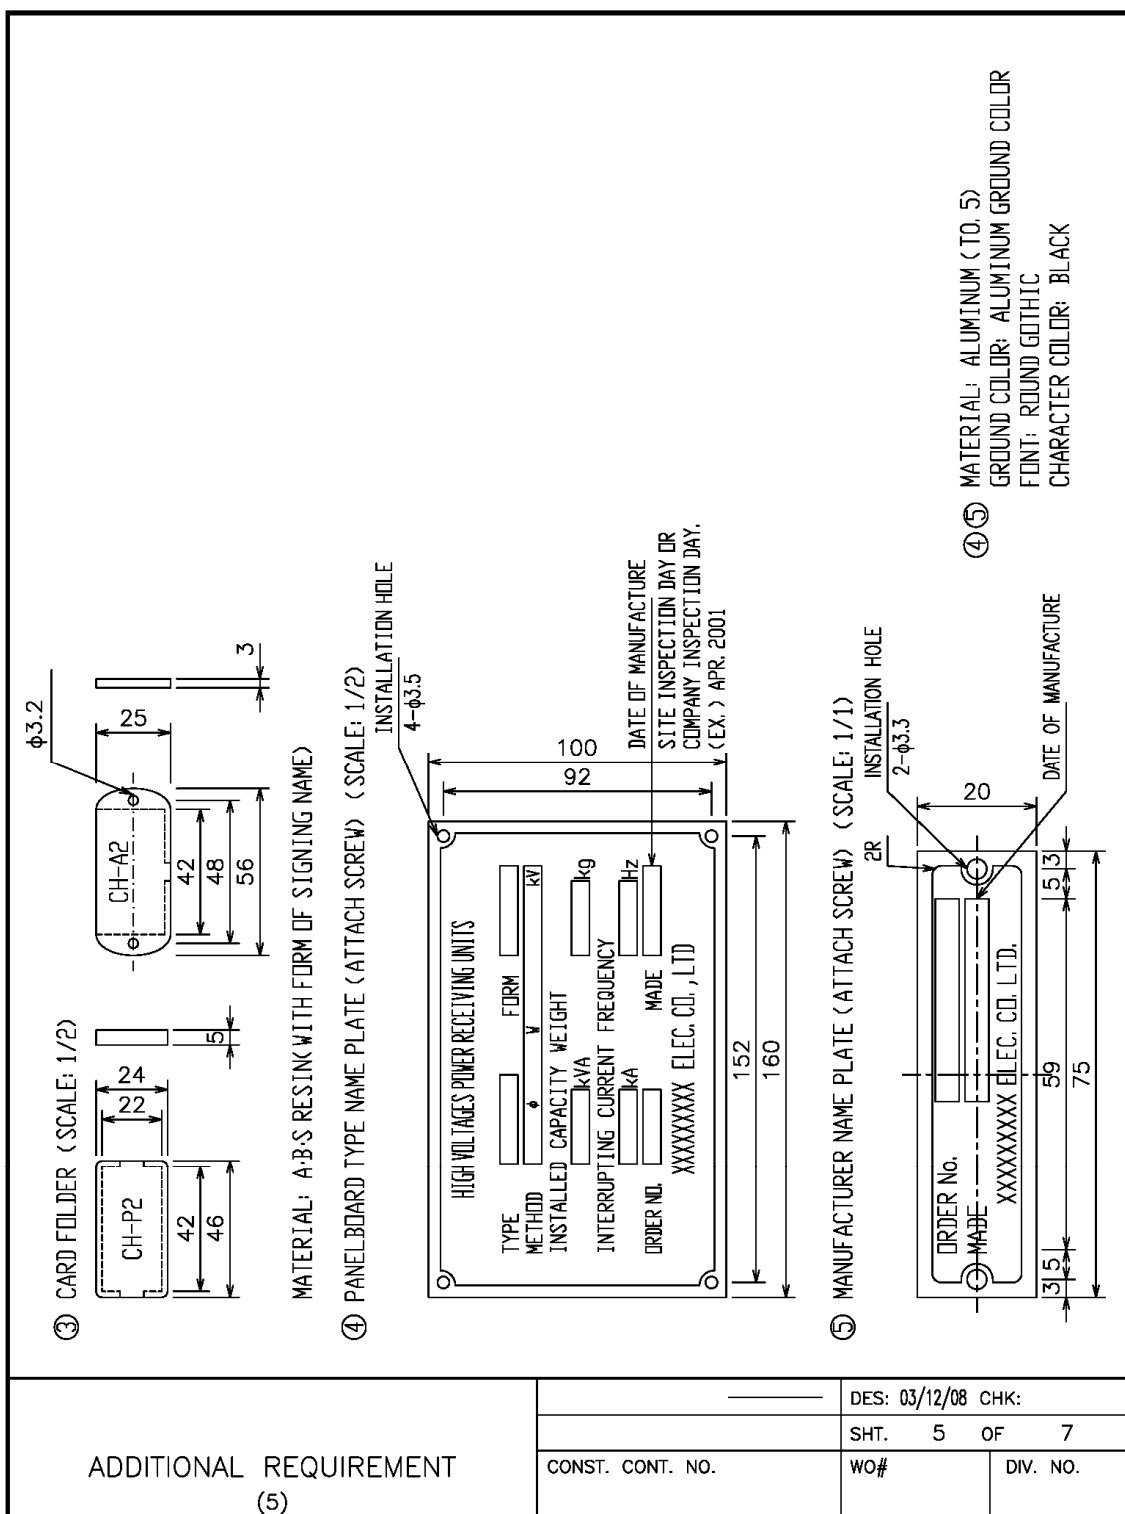 ③ CARD FOLDER (SCALE: 1/2)
CH-P2
42
46
22
24
5
CH-A2
42
48
56
25
φ3.2
3
MATERIAL: A·B·S RESIN(WITH FORM OF SIGNING NAME)
④ PANELBOARD TYPE NAME PLATE (ATTACH SCREW) (SCALE: 1/2)
INSTALLATION HOLE
4-φ3.5
HIGH VOLTAGES POWER RECEIVING UNITS
TYPE FORM
METHOD φ W kV
INSTALLED CAPACITY WEIGHT
kVA kg
INTERRUPTING CURRENT FREQUENCY
kA Hz
ORDER NO. MADE
XXXXXXXX ELEC. CO., LTD
152
160
92
100
DATE OF MANUFACTURE
SITE INSPECTION DAY OR
COMPANY INSPECTION DAY.
(EX.) APR. 2001
⑤ MANUFACTURER NAME PLATE (ATTACH SCREW) (SCALE: 1/1)
2R
INSTALLATION HOLE
2-φ3.3
20
ORDER No.
MADE
XXXXXXXXX ELEC. CO. LTD.
DATE OF MANUFACTURE
3 5 59 5 3
75
④⑤ MATERIAL: ALUMINUM (TO. 5)
GROUND COLOR: ALUMINUM GROUND COLOR
FONT: ROUND GOTHIC
CHARACTER COLOR: BLACK
ADDITIONAL REQUIREMENT
(5)
DES: 03/12/08 CHK:
SHT. 5 OF 7
CONST. CONT. NO.
WO#
DIV. NO.